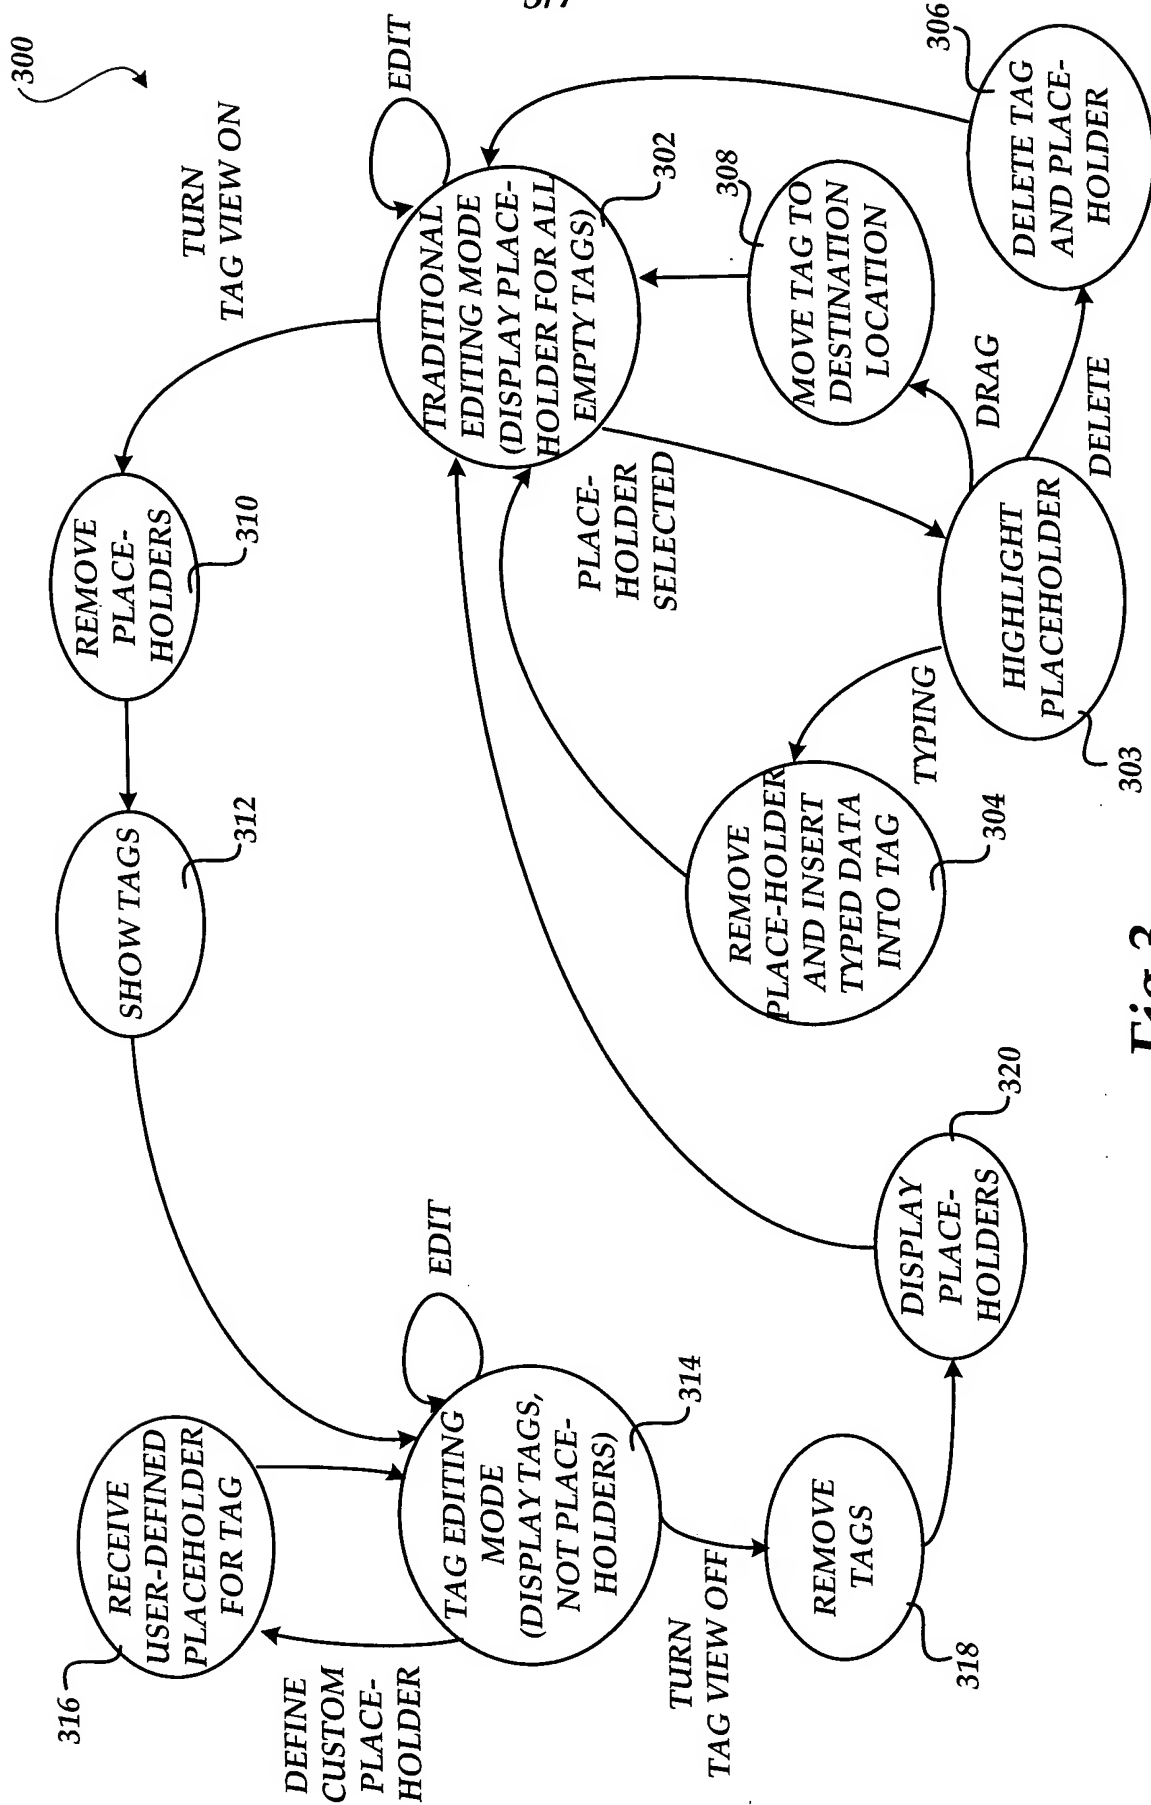 300
TURN
TAG VIEW ON
EDIT
TRADITIONAL
EDITING MODE
(DISPLAY PLACE-
HOLDER FOR ALL
EMPTY TAGS)
302
REMOVE
PLACE-
HOLDERS
310
SHOW TAGS
312
RECEIVE
USER-DEFINED
PLACEHOLDER
FOR TAG
316
DEFINE
CUSTOM
PLACE-
HOLDER
EDIT
TAG EDITING
MODE
(DISPLAY TAGS,
NOT PLACE-
HOLDERS)
314
TURN
TAG VIEW OFF
REMOVE
TAGS
318
DISPLAY
PLACE-
HOLDERS
320
PLACE-
HOLDER
SELECTED
REMOVE
PLACE-HOLDER
AND INSERT
TYPED DATA
INTO TAG
304
TYPING
HIGHLIGHT
PLACEHOLDER
303
DRAG
MOVE TAG TO
DESTINATION
LOCATION
308
DELETE
DELETE TAG
AND PLACE-
HOLDER
306